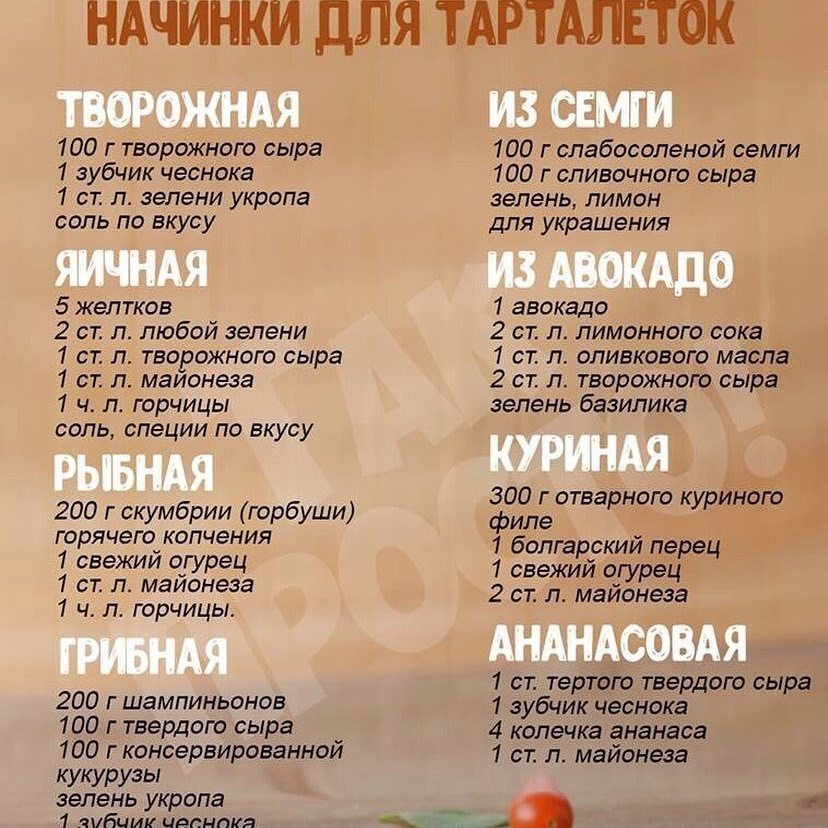 НАЧИНКИ ДЛЯ ТАРТАЛЕТОК
ТВОРОЖНАЯ
100 г творожного сыра
1 зубчик чеснока
1 ст. л. зелени укропа
соль по вкусу
ЯИЧНАЯ
5 желтков
2 ст. л. любой зелени
1 ст. л. творожного сыра
1 ст. л. майонеза
1 ч. л. горчицы
соль, специи по вкусу
РЫБНАЯ
200 г скумбрии (горбуши)
горячего копчения
1 свежий огурец
1 ст. л. майонеза
1 ч. л. горчицы.
ГРИБНАЯ
200 г шампиньонов
100 г твердого сыра
100 г консервированной
кукурузы
зелень укропа
1 зубчик чеснока
ИЗ СЕМГИ
100 г слабосоленой семги
100 г сливочного сыра
зелень, лимон
для украшения
ИЗ АВОКАДО
1 авокадо
2 ст. л. лимонного сока
1 ст. л. оливкового масла
2 ст. л. творожного сыра
зелень базилика
КУРИНАЯ
300 г отварного куриного
филе
1 болгарский перец
1 свежий огурец
2 ст. л. майонеза
АНАНАСОВАЯ
1 ст. тертого твердого сыра
1 зубчик чеснока
4 колечка ананаса
1 ст. л. майонеза
ТАК
ПРОСТО!